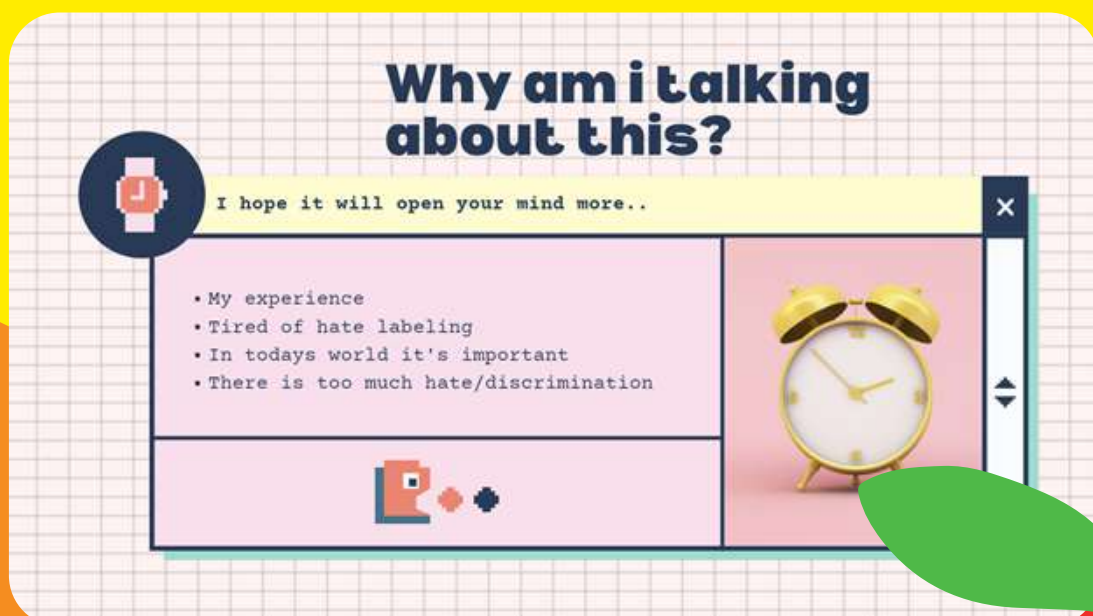 Why am i talking
about this?
I hope it will open your mind more..
• My experience
• Tired of hate labeling
• In todays world it's important
• There is too much hate/discrimination